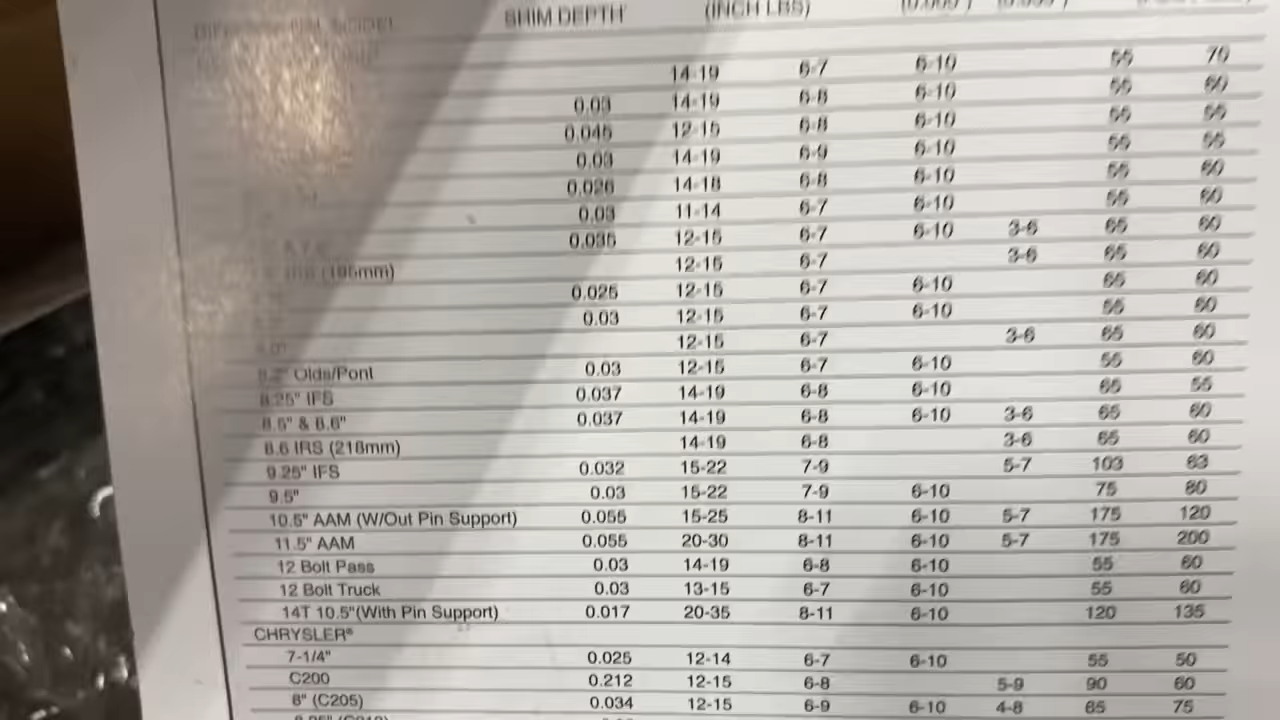 SHIM DEPTH (INCH LBS)
14-19 6-7 6-10 55 70
0.03 14-19 6-8 6-10 55 60
0.045 12-15 6-8 6-10 55 55
0.03 14-19 6-9 6-10 55 55
0.026 14-18 6-8 6-10 55 60
0.03 11-14 6-7 6-10 55 60
0.035 12-15 6-7 6-10 3-6 65 60
(195mm) 12-15 6-7 3-6 65 60
0.025 12-15 6-7 6-10 65 60
0.03 12-15 6-7 6-10 55 60
12-15 6-7 3-6 65 60
8.2" Olds/Pont 0.03 12-15 6-7 6-10 55 60
8.25" IFS 0.037 14-19 6-8 6-10 65 55
8.5" & 8.6" 0.037 14-19 6-8 6-10 3-6 65 60
8.6 IRS (218mm) 14-19 6-8 3-6 65 60
9.25" IFS 0.032 15-22 7-9 5-7 103 83
9.5" 0.03 15-22 7-9 6-10 75 80
10.5" AAM (W/Out Pin Support) 0.055 15-25 8-11 6-10 5-7 175 120
11.5" AAM 0.055 20-30 8-11 6-10 5-7 175 200
12 Bolt Pass 0.03 14-19 6-8 6-10 55 60
12 Bolt Truck 0.03 13-15 6-7 6-10 55 60
14T 10.5"(With Pin Support) 0.017 20-35 8-11 6-10 120 135
CHRYSLER®
7-1/4" 0.025 12-14 6-7 6-10 55 50
C200 0.212 12-15 6-8 5-9 90 60
8" (C205) 0.034 12-15 6-9 6-10 4-8 65 75